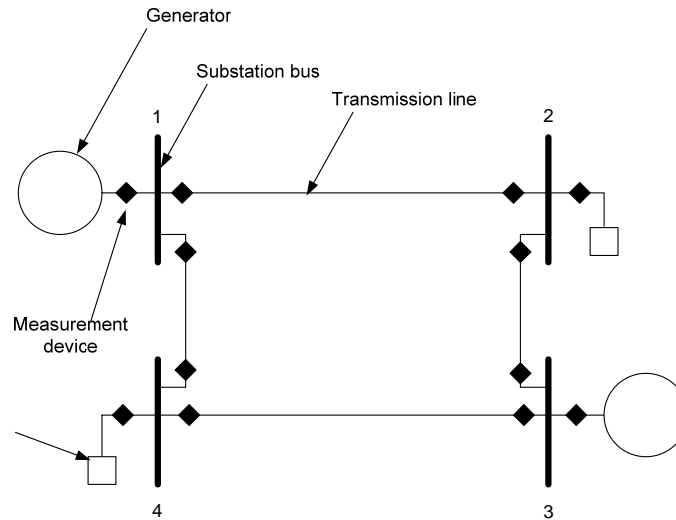 Generator
Substation bus
Transmission line
1
2
Measurement
device
4
3